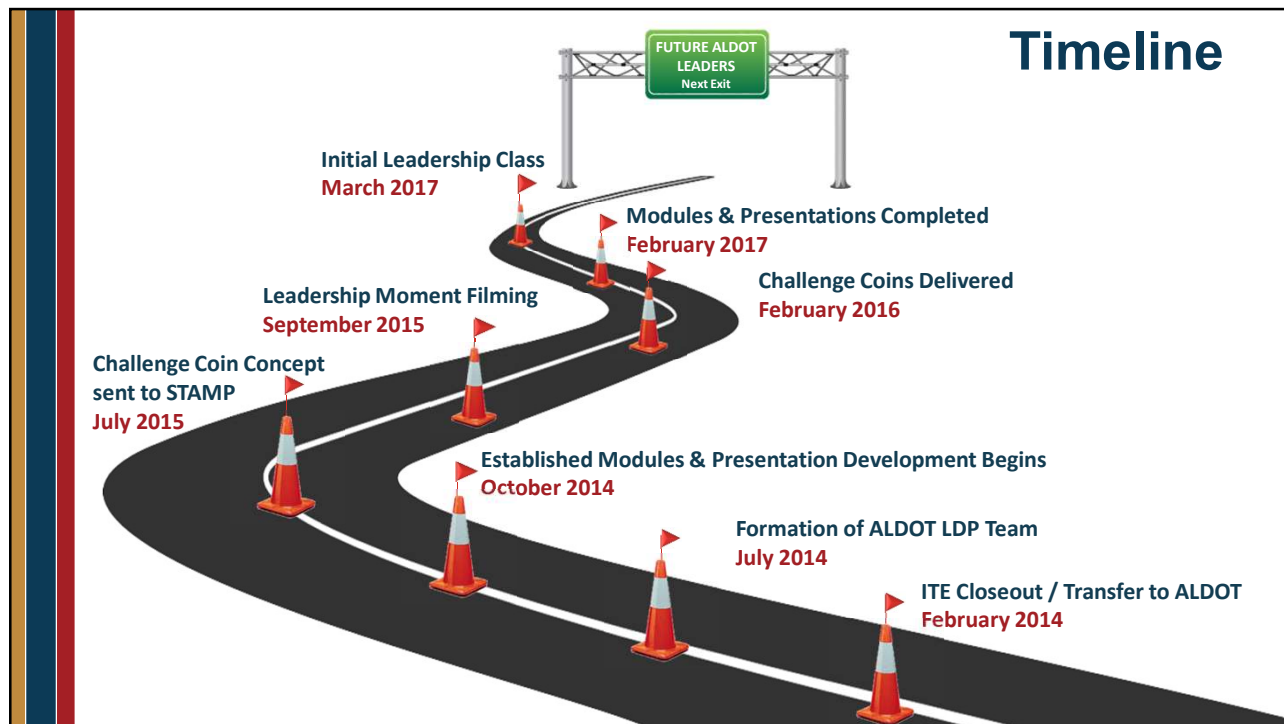 Timeline
FUTURE ALDOT
LEADERS
Next Exit
Initial Leadership Class
March 2017
Modules & Presentations Completed
February 2017
Challenge Coins Delivered
February 2016
Leadership Moment Filming
September 2015
Challenge Coin Concept
sent to STAMP
July 2015
Established Modules & Presentation Development Begins
October 2014
Formation of ALDOT LDP Team
July 2014
ITE Closeout / Transfer to ALDOT
February 2014